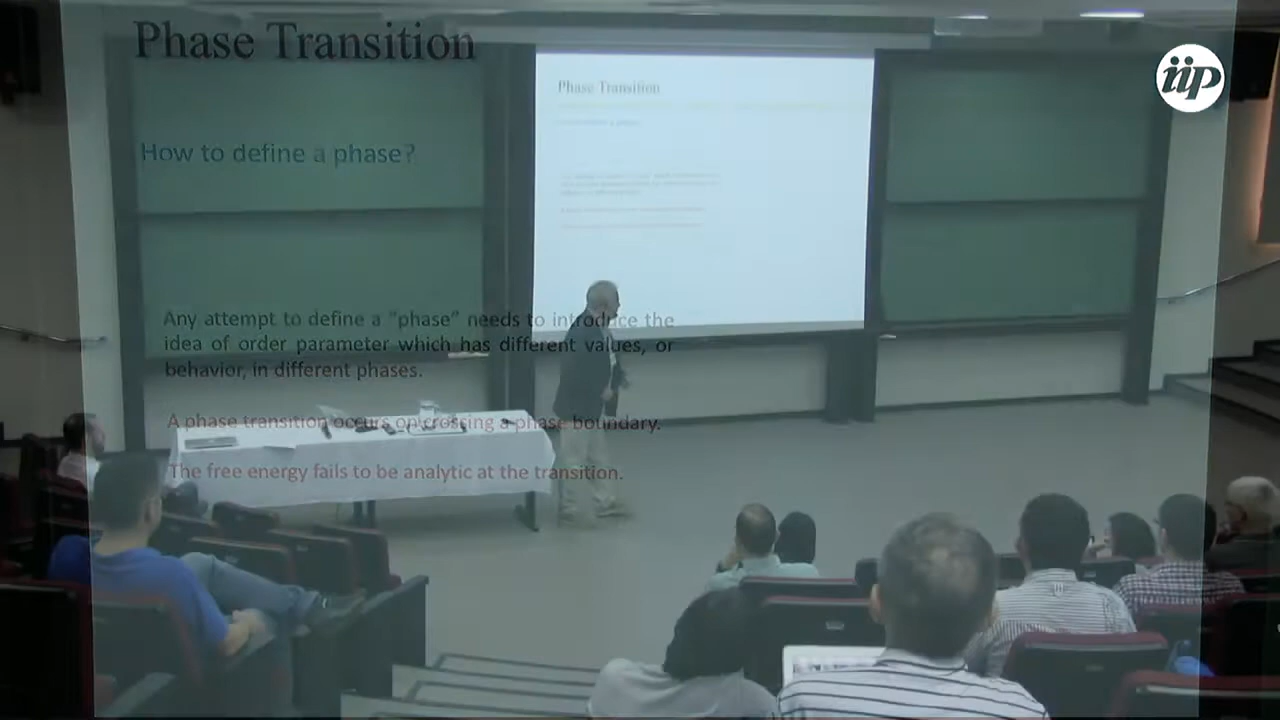 Phase Transition
iip
Phase Transition
How to define a phase?
Any attempt to define a "phase" needs to introduce the
idea of order parameter which has different values, or
behavior, in different phases.
A phase transition occurs on crossing a phase boundary.
The free energy fails to be analytic at the transition.